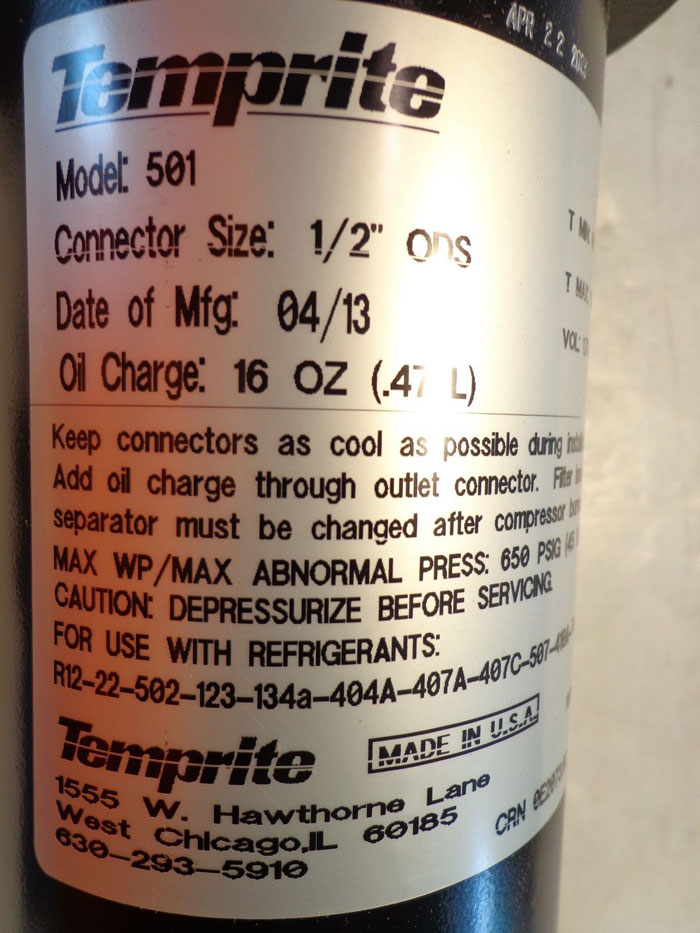 APR 22
Temprite
Model: 501
Connector Size: 1/2" ODS
T
Date of Mfg: 04/13
T MAX
VOL:
Oil Charge: 16 OZ (.47 L)
Keep connectors as cool as possible during
Add oil charge through outlet connector. Filter
separator must be changed after compressor
MAX WP/MAX ABNORMAL PRESS: 650 PSIG
CAUTION: DEPRESSURIZE BEFORE SERVICING
FOR USE WITH REFRIGERANTS:
R12-22-502-123-134a-404A-407A-407C-507-
Temprite
MADE IN U.S.A.
1555 W. Hawthorne Lane
West Chicago,IL 60185
630-293-5910
CRN